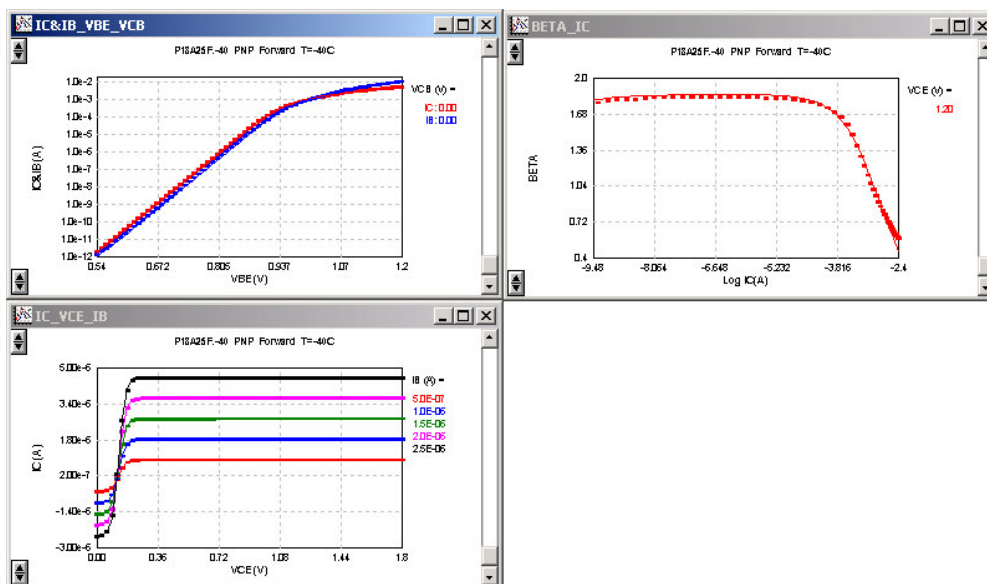 IC&IB_VBE_VCB
P18A25F.-40 PNP Forward T=-40C
IC&IB(A)
1.0e-2
1.0e-3
1.0e-4
1.0e-5
1.0e-6
1.0e-7
1.0e-8
1.0e-9
1.0e-10
1.0e-11
1.0e-12
0.54 0.672 0.805 0.937 1.07 1.2
VBE(V)
VCB (V) =
IC: 0.00
IB: 0.00
BETA_IC
P18A25F.-40 PNP Forward T=-40C
BETA
2.0
1.68
1.36
1.04
0.72
0.4
-9.48 -8.064 -6.648 -5.232 -3.816 -2.4
Log IC(A)
VCE (V) =
1.20
IC_VCE_IB
P18A25F.-40 PNP Forward T=-40C
IC(A)
5.00e-6
3.40e-6
1.80e-6
2.00e-7
-1.40e-6
-3.00e-6
0.00 0.36 0.72 1.08 1.44 1.8
VCE(V)
IB (A) =
5.0E-07
1.0E-06
1.5E-06
2.0E-06
2.5E-06